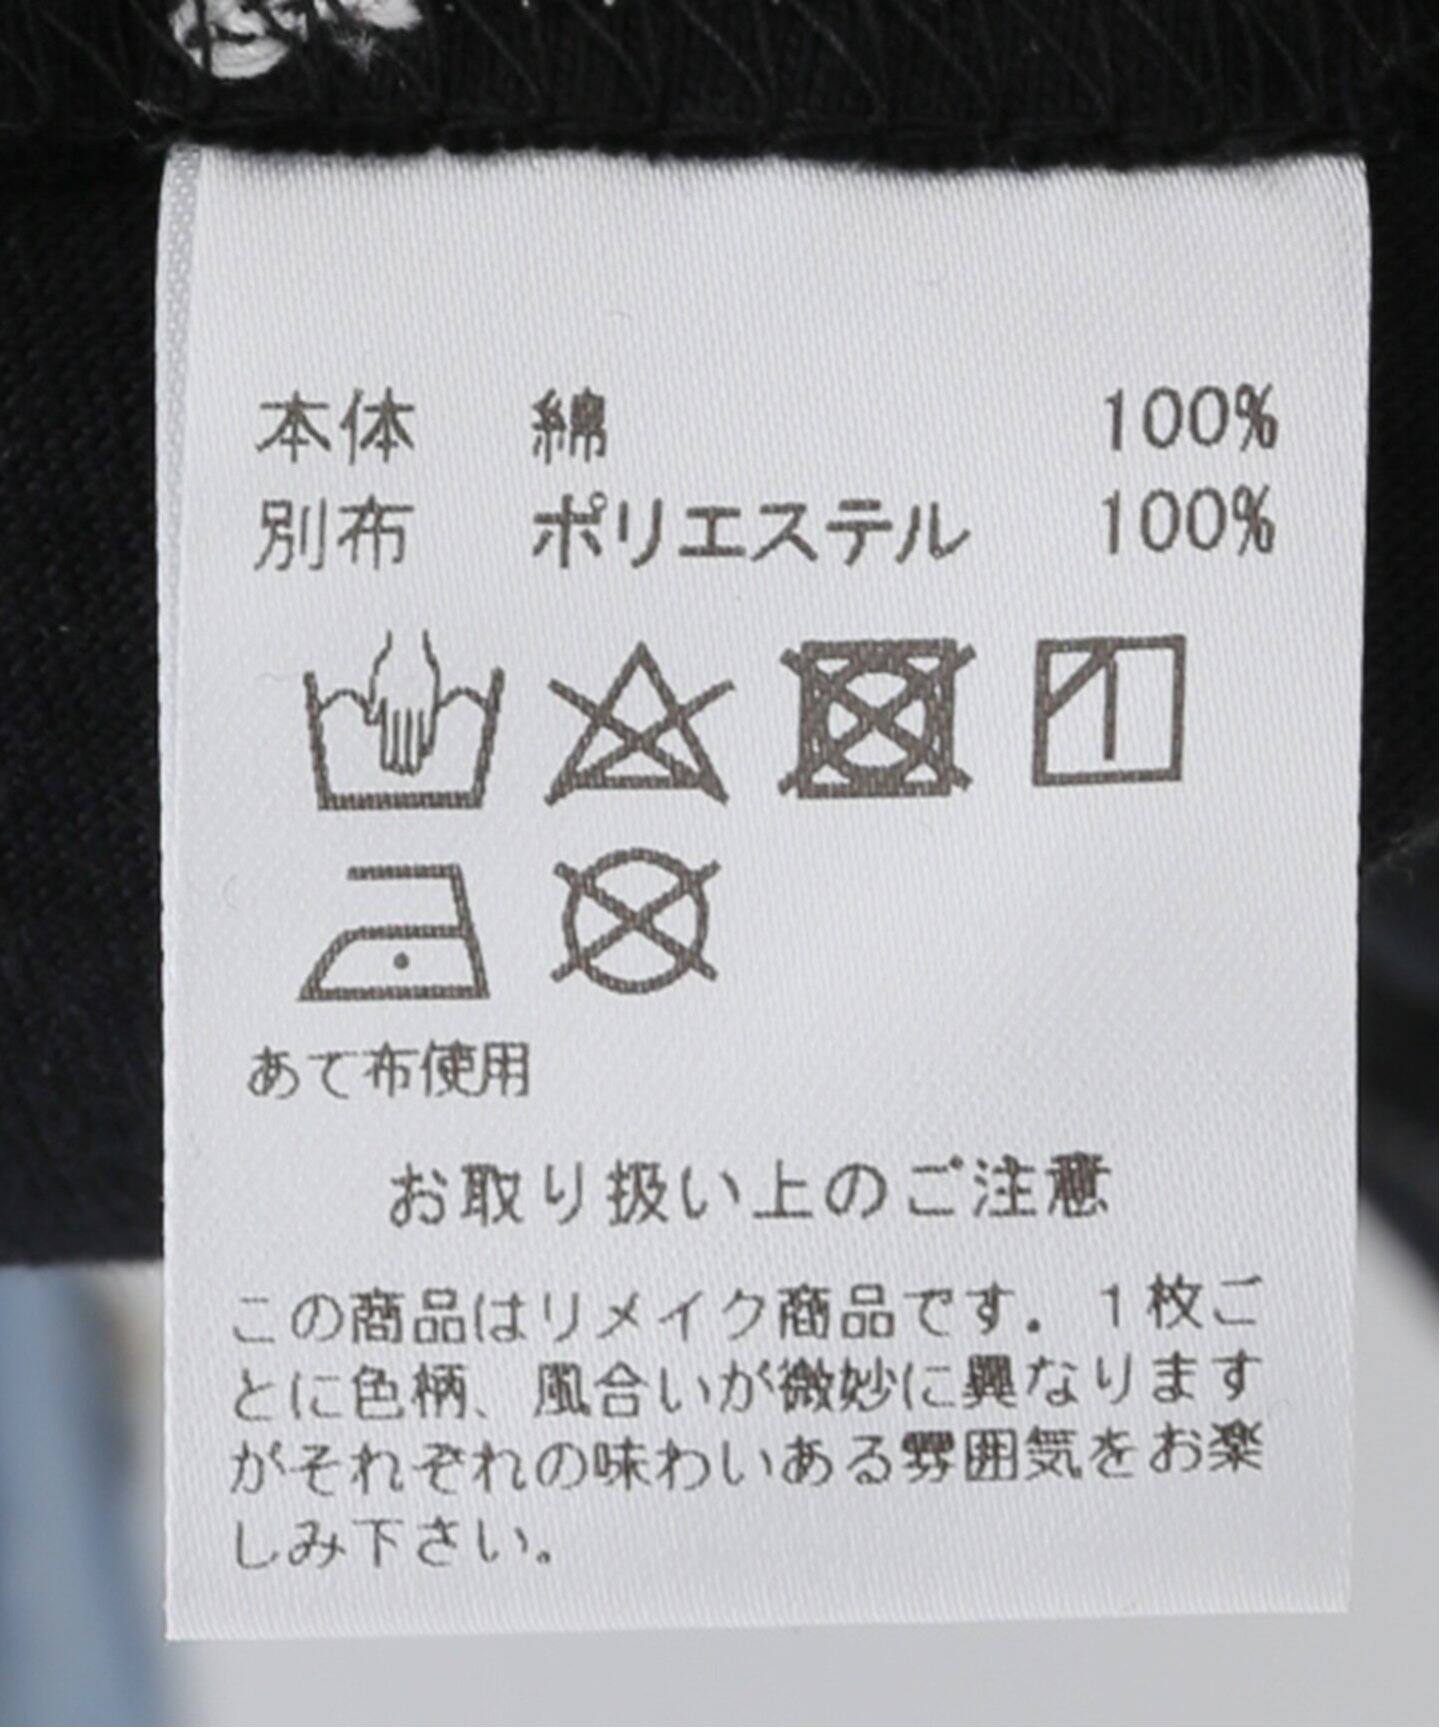 本体 綿 100%
別布 ポリエステル 100%
あて布使用
お取り扱い上のご注意
この商品はリメイク商品です．１枚ご
とに色柄、風合いが微妙に異なります
がそれぞれの味わいある雰囲気をお楽
しみ下さい。